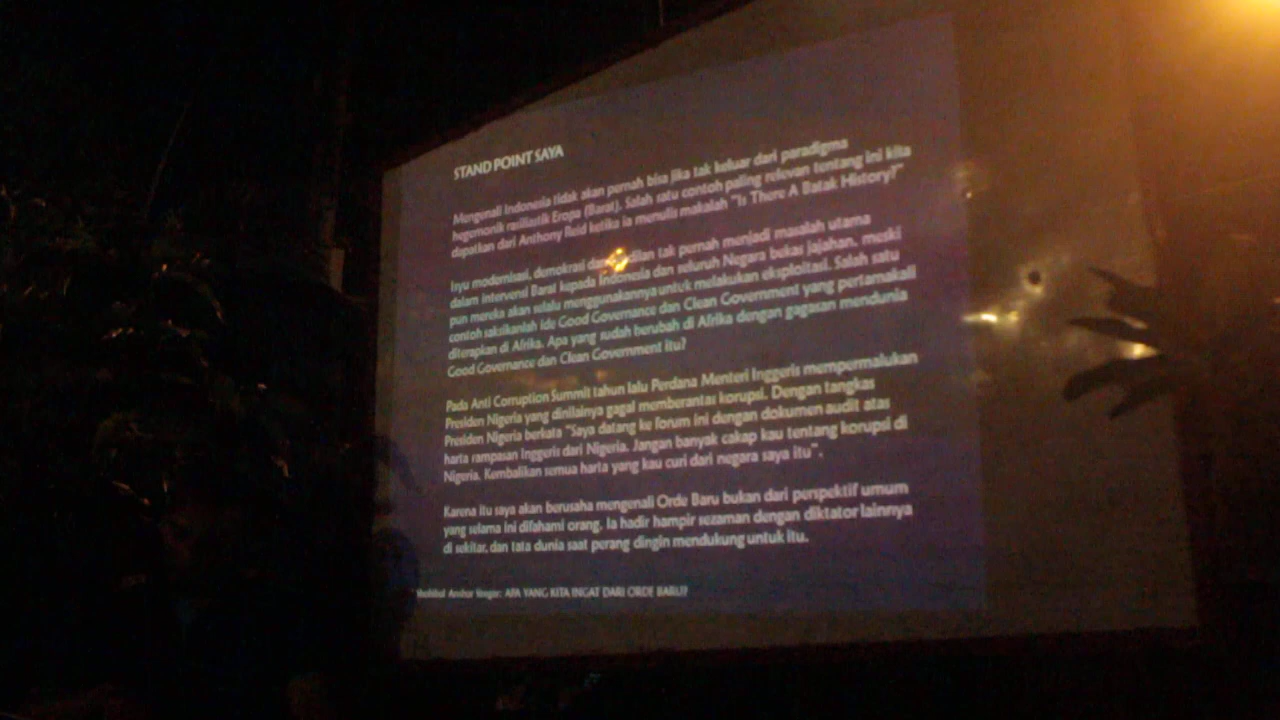 STAND POINT SAYA
Mengenali Indonesia tidak akan pernah bisa jika tak keluar dari paradigma
hegemonik rasilistik Eropa (Barat). Salah satu contoh paling relevan tentang ini kita
dapatkan dari Anthony Reid ketika ia menulis makalah "Is There A Batak History?"
Isyu modernisasi, demokrasi dan tak pernah menjadi masalah utama
dalam intervensi Barat kepada Indonesia dan seluruh Negara bekas jajahan, meski
pun mereka akan selalu menggunakannya untuk melakukan eksploitasi. Salah satu
contoh saksikanlah ide Good Governance dan Clean Government yang pertamakali
diterapkan di Afrika. Apa yang sudah berubah di Afrika dengan gagasan mendunia
Good Governance dan Clean Government itu?
Pada Anti Corruption Summit tahun lalu Perdana Menteri Inggeris mempermalukan
Presiden Nigeria yang dinilainya gagal memberantas korupsi. Dengan tangkas
Presiden Nigeria berkata "Saya datang ke forum ini dengan dokumen audit atas
harta rampasan Inggeris dari Nigeria. Jangan banyak cakap kau tentang korupsi di
Nigeria. Kembalikan semua harta yang kau curi dari negara saya itu".
Karena itu saya akan berusaha mengenali Orde Baru bukan dari perspektif umum
yang selama ini difahami orang. Ia hadir hampir sezaman dengan diktator lainnya
di sekitar, dan tata dunia saat perang dingin mendukung untuk itu.
Anshar Siregar: APA YANG KITA INGAT DARI ORDE BARU?